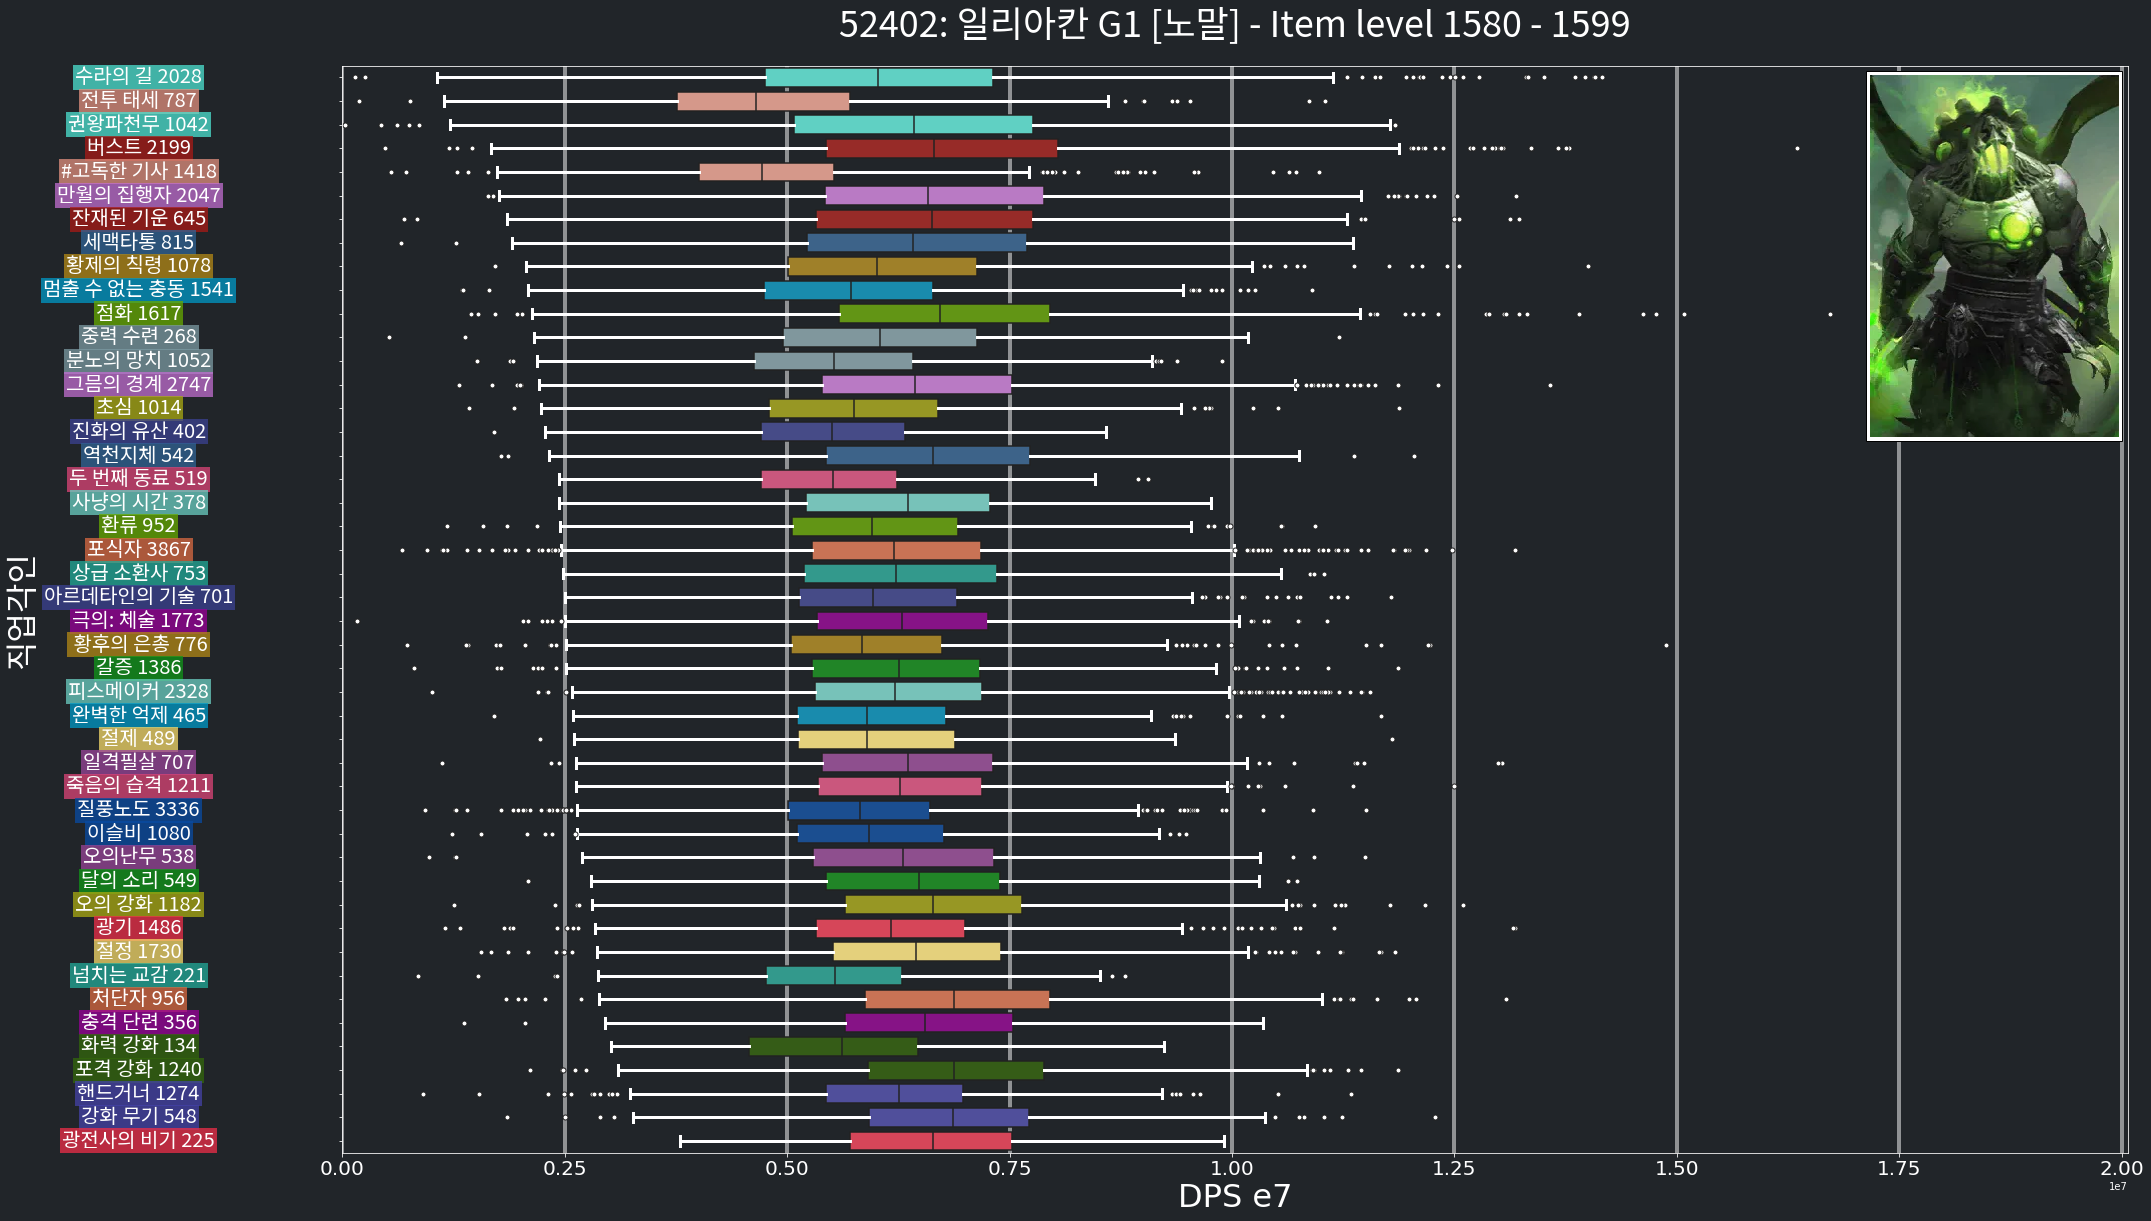 52402: 일리아칸 G1 [노말] - Item level 1580 - 1599
직업각인
수라의 길 2028
전투 태세 787
권왕파천무 1042
버스트 2199
#고독한 기사 1418
만월의 집행자 2047
잔재된 기운 645
세맥타통 815
황제의 칙령 1078
멈출 수 없는 충동 1541
점화 1617
중력 수련 268
분노의 망치 1052
그믐의 경계 2747
초심 1014
진화의 유산 402
역천지체 542
두 번째 동료 519
사냥의 시간 378
환류 952
포식자 3867
상급 소환사 753
아르데타인의 기술 701
극의: 체술 1773
황후의 은총 776
갈증 1386
피스메이커 2328
완벽한 억제 465
절제 489
일격필살 707
죽음의 습격 1211
질풍노도 3336
이슬비 1080
오의난무 538
달의 소리 549
오의 강화 1182
광기 1486
절정 1730
넘치는 교감 221
처단자 956
충격 단련 356
화력 강화 134
포격 강화 1240
핸드거너 1274
강화 무기 548
광전사의 비기 225
0.00 0.25 0.50 0.75 1.00 1.25 1.50 1.75 2.00
1e7
DPS e7